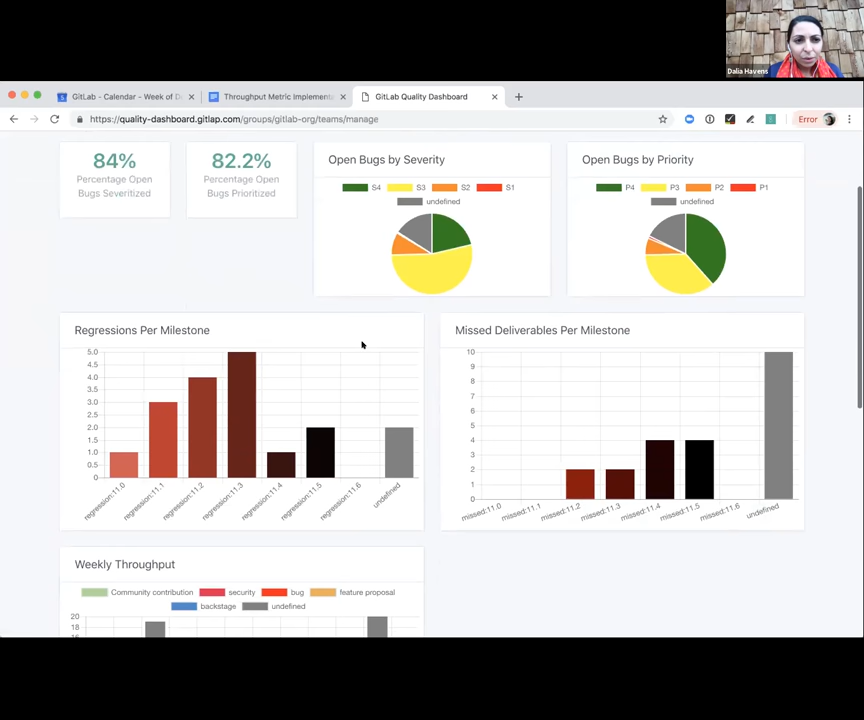 Dalia Havens
GitLab - Calendar - Week of D
Throughput Metric Implementa
GitLab Quality Dashboard
https://quality-dashboard.gitlap.com/groups/gitlab-org/teams/manage
Error
84%
Percentage Open
Bugs Severitized
82.2%
Percentage Open
Bugs Prioritized
Open Bugs by Severity
S4 S3 S2 S1
undefined
Open Bugs by Priority
P4 P3 P2 P1
undefined
Regressions Per Milestone
5.0
4.5
4.0
3.5
3.0
2.5
2.0
1.5
1.0
0.5
0
regression:11.0 regression:11.1 regression:11.2 regression:11.3 regression:11.4 regression:11.5 regression:11.6 undefined
Missed Deliverables Per Milestone
10
9
8
7
6
5
4
3
2
1
0
missed:11.0 missed:11.1 missed:11.2 missed:11.3 missed:11.4 missed:11.5 missed:11.6 undefined
Weekly Throughput
Community contribution security bug feature proposal
backstage undefined
20
18